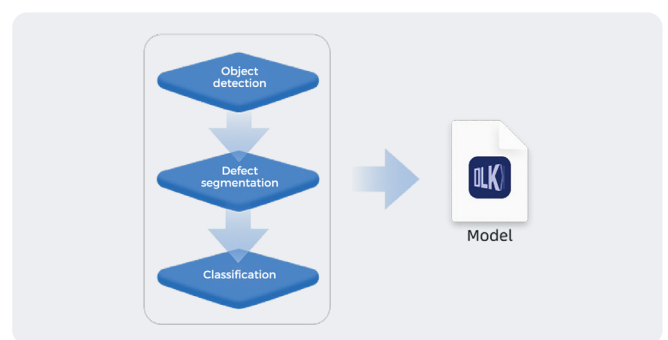 Object
detection
Defect
segmentation
Classification
DLK
Model